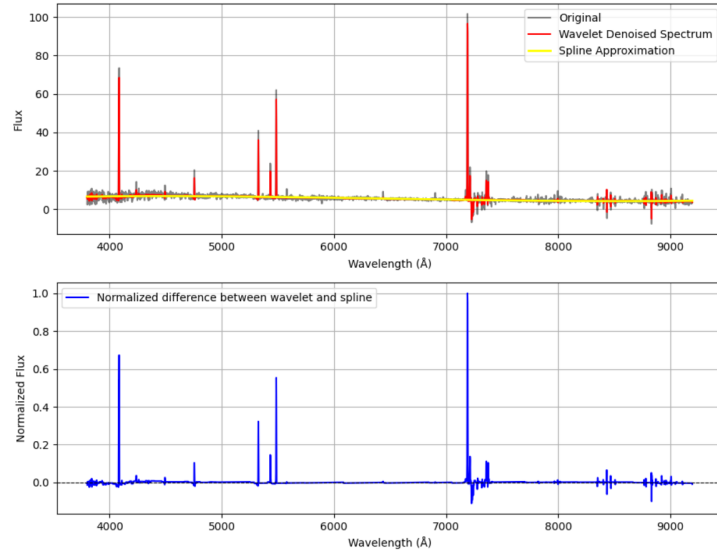 100
80
60
40
20
0
Flux
Original
Wavelet Denoised Spectrum
Spline Approximation
4000 5000 6000 7000 8000 9000
Wavelength (Å)
1.0
0.8
0.6
0.4
0.2
0.0
Normalized Flux
Normalized difference between wavelet and spline
4000 5000 6000 7000 8000 9000
Wavelength (Å)